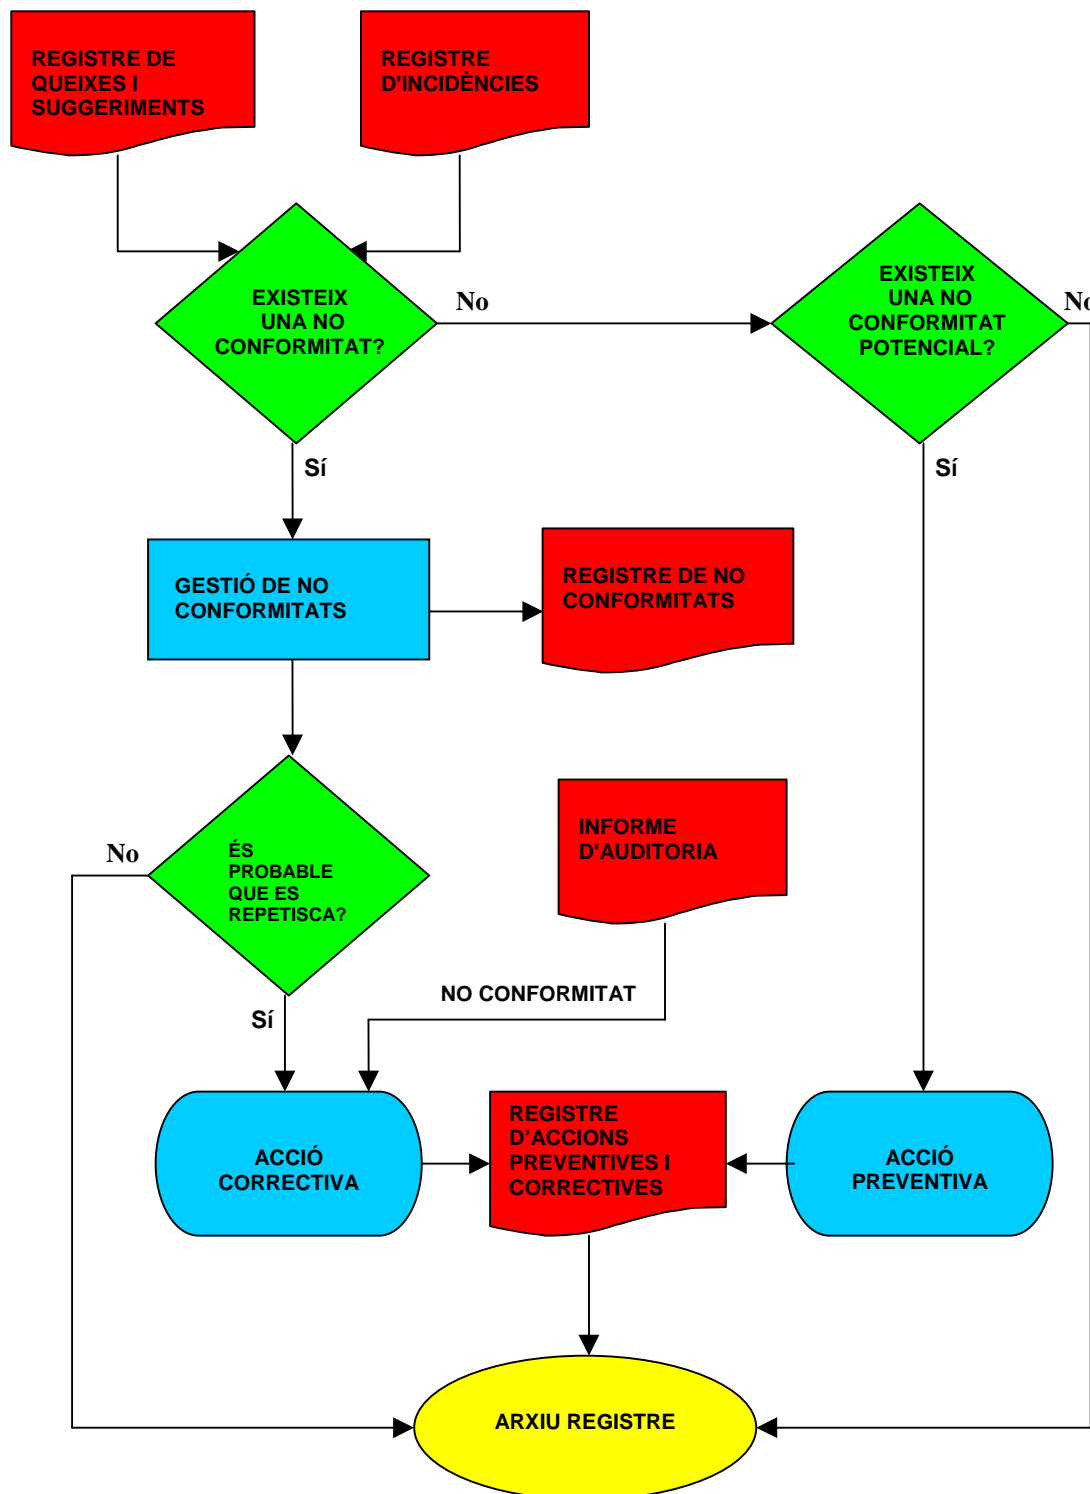 REGISTRE DE
QUEIXES I
SUGGERIMENTS
REGISTRE
D'INCIDÈNCIES
EXISTEIX
UNA NO
CONFORMITAT?
No
EXISTEIX
UNA NO
CONFORMITAT
POTENCIAL?
No
Sí
Sí
GESTIÓ DE NO
CONFORMITATS
REGISTRE DE NO
CONFORMITATS
No
ÉS
PROBABLE
QUE ES
REPETISCA?
INFORME
D'AUDITORIA
NO CONFORMITAT
Sí
ACCIÓ
CORRECTIVA
REGISTRE
D’ACCIONS
PREVENTIVES I
CORRECTIVES
ACCIÓ
PREVENTIVA
ARXIU REGISTRE